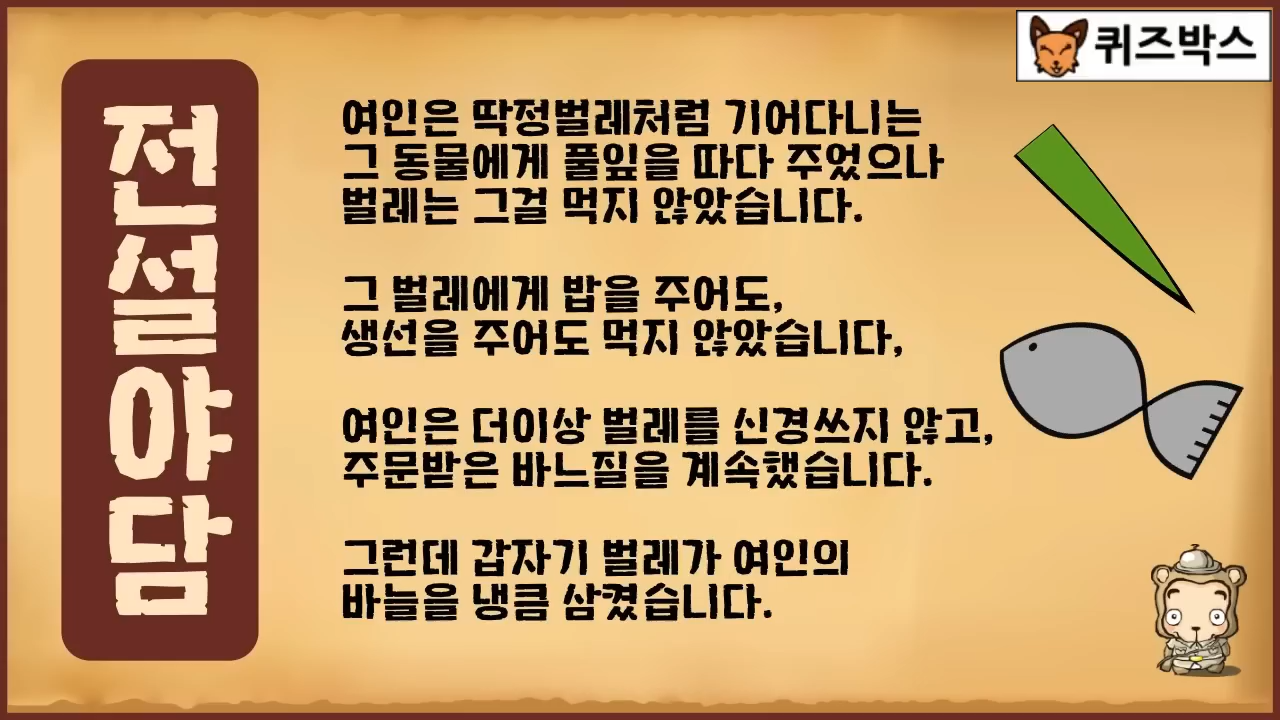 퀴즈박스
전설야담
여인은 딱정벌레처럼 기어다니는
그 동물에게 풀잎을 따다 주었으나
벌레는 그걸 먹지 않았습니다.
그 벌레에게 밥을 주어도,
생선을 주어도 먹지 않았습니다,
여인은 더이상 벌레를 신경쓰지 않고,
주문받은 바느질을 계속했습니다.
그런데 갑자기 벌레가 여인의
바늘을 냉큼 삼켰습니다.